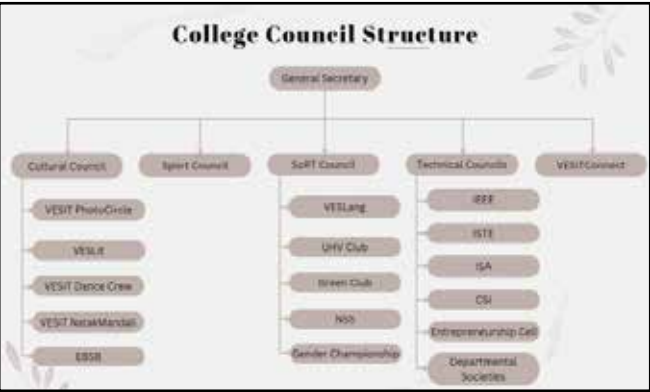 College Council Structure
General Secretary
Cultural Council
Sport Council
SoRT Council
Technical Councils
VESITConnect
VESIT PhotoCircle
VESLit
VESIT Dance Crew
VESIT NatakMandali
EBSB
VESLang
UHV Club
Green Club
NSS
Gender Championship
IEEE
ISTE
ISA
CSI
Entrepreneurship Cell
Departmental
Societies